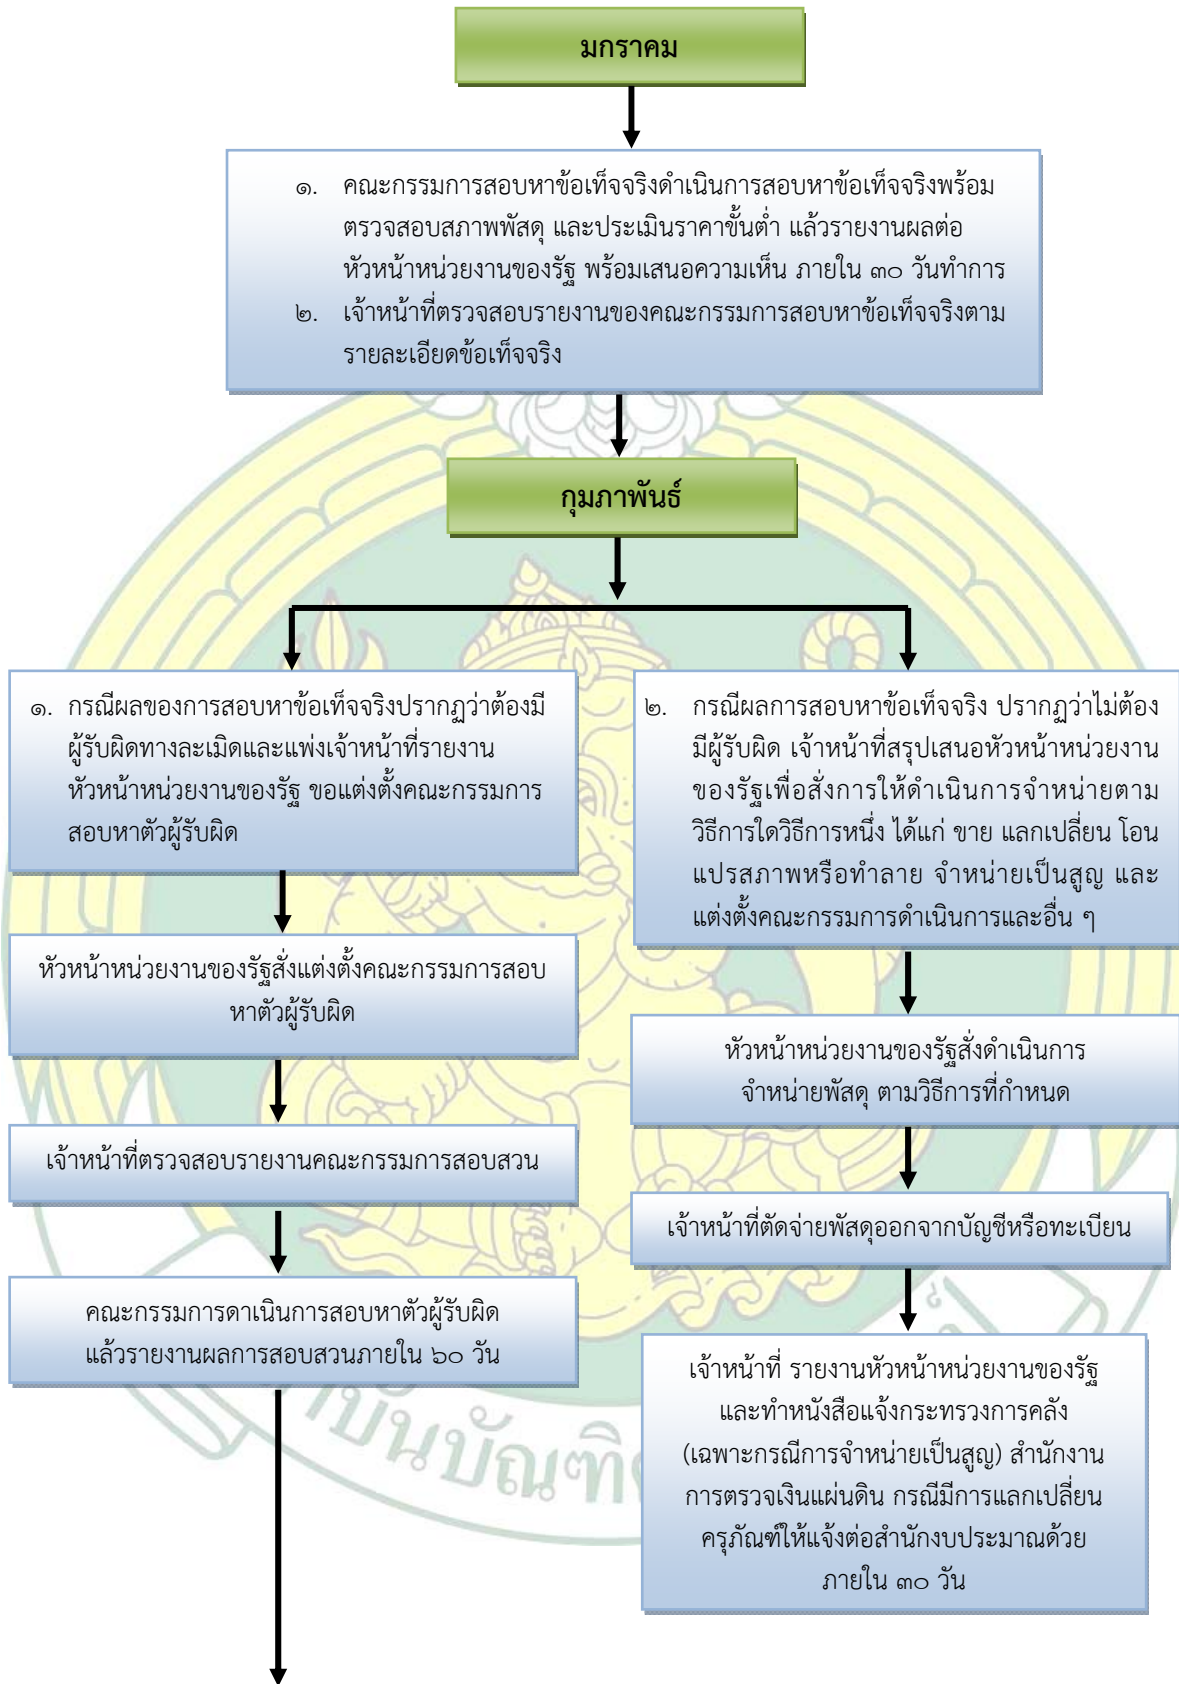 มกราคม
๑. คณะกรรมการสอบหาข้อเท็จจริงดำเนินการสอบหาข้อเท็จจริงพร้อม
ตรวจสอบสภาพพัสดุ และประเมินราคาขั้นต่ำ แล้วรายงานผลต่อ
หัวหน้าหน่วยงานของรัฐ พร้อมเสนอความเห็น ภายใน ๓๐ วันทำการ
๒. เจ้าหน้าที่ตรวจสอบรายงานของคณะกรรมการสอบหาข้อเท็จจริงตาม
รายละเอียดข้อเท็จจริง
กุมภาพันธ์
๑. กรณีผลของการสอบหาข้อเท็จจริงปรากฏว่าต้องมี
ผู้รับผิดทางละเมิดและแพ่งเจ้าหน้าที่รายงาน
หัวหน้าหน่วยงานของรัฐ ขอแต่งตั้งคณะกรรมการ
สอบหาตัวผู้รับผิด
หัวหน้าหน่วยงานของรัฐสั่งแต่งตั้งคณะกรรมการสอบ
หาตัวผู้รับผิด
เจ้าหน้าที่ตรวจสอบรายงานคณะกรรมการสอบสวน
คณะกรรมการดาเนินการสอบหาตัวผู้รับผิด
แล้วรายงานผลการสอบสวนภายใน ๖๐ วัน
๒. กรณีผลการสอบหาข้อเท็จจริง ปรากฏว่าไม่ต้อง
มีผู้รับผิด เจ้าหน้าที่สรุปเสนอหัวหน้าหน่วยงาน
ของรัฐเพื่อสั่งการให้ดำเนินการจำหน่ายตาม
วิธีการใดวิธีการหนึ่ง ได้แก่ ขาย แลกเปลี่ยน โอน
แปรสภาพหรือทำลาย จำหน่ายเป็นสูญ และ
แต่งตั้งคณะกรรมการดำเนินการและอื่น ๆ
หัวหน้าหน่วยงานของรัฐสั่งดำเนินการ
จำหน่ายพัสดุ ตามวิธีการที่กำหนด
เจ้าหน้าที่ตัดจ่ายพัสดุออกจากบัญชีหรือทะเบียน
เจ้าหน้าที่ รายงานหัวหน้าหน่วยงานของรัฐ
และทำหนังสือแจ้งกระทรวงการคลัง
(เฉพาะกรณีการจำหน่ายเป็นสูญ) สำนักงาน
การตรวจเงินแผ่นดิน กรณีมีการแลกเปลี่ยน
ครุภัณฑ์ให้แจ้งต่อสำนักงบประมาณด้วย
ภายใน ๓๐ วัน